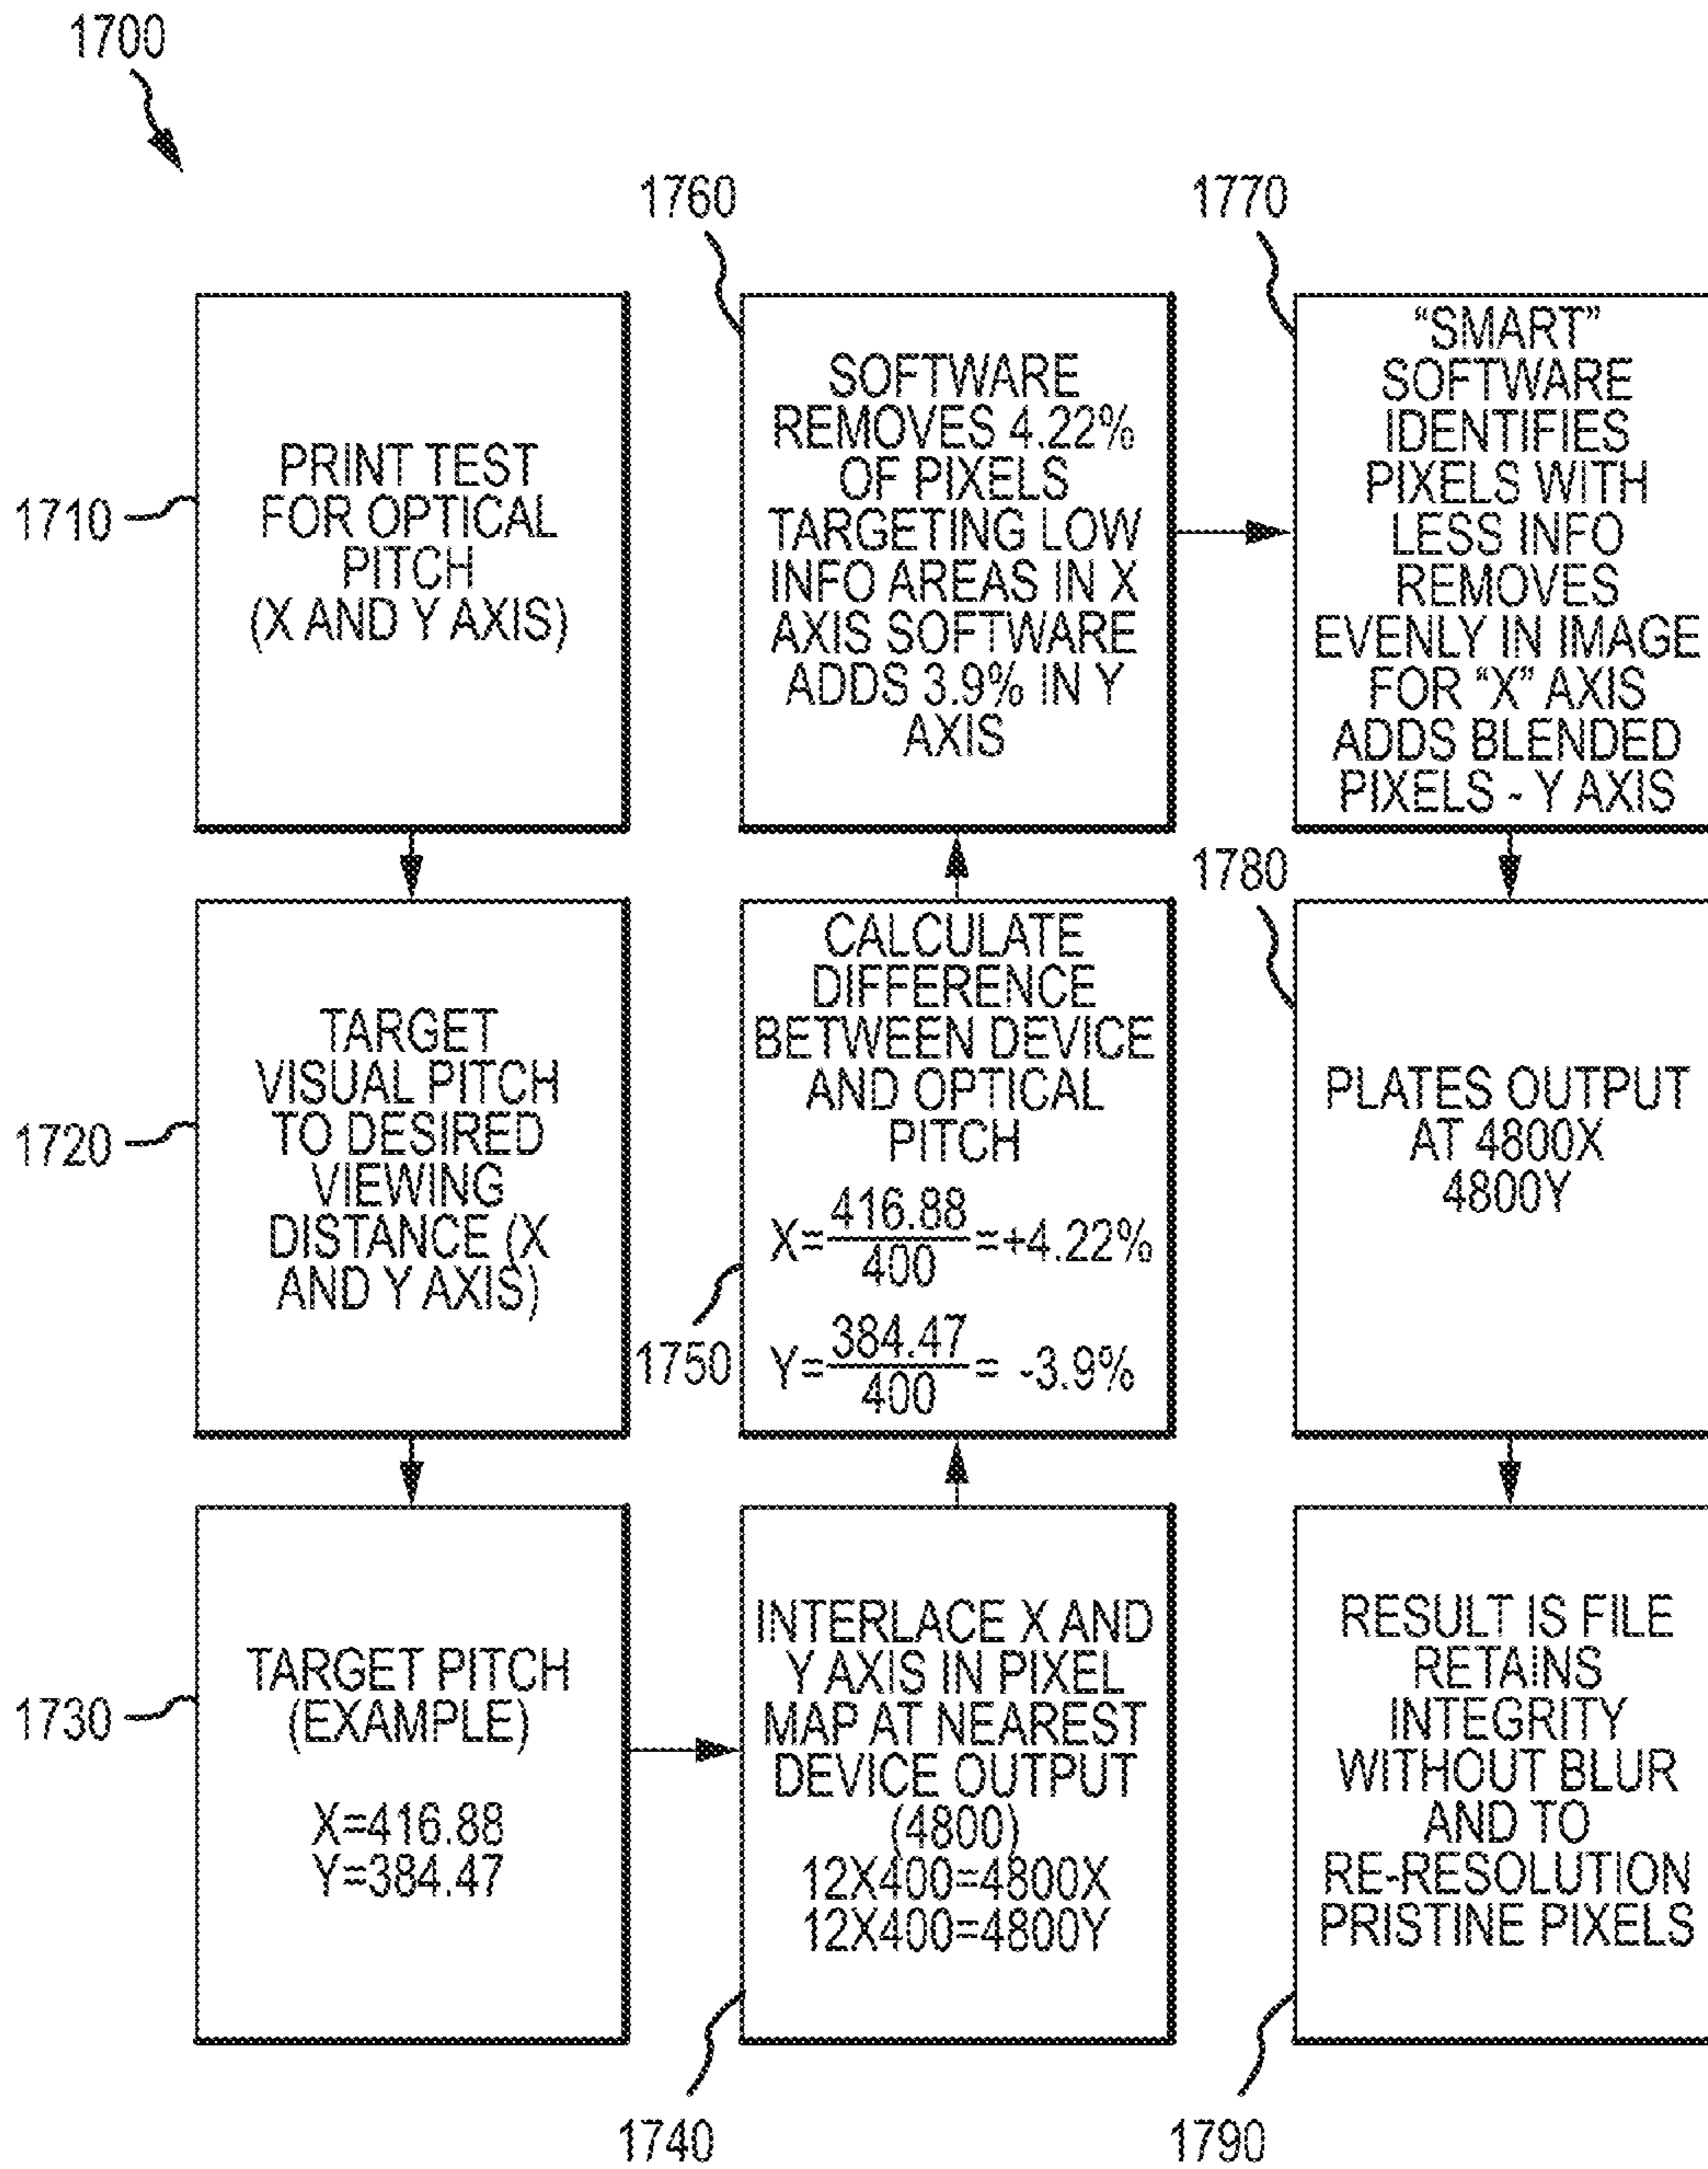 1700
1710
PRINT TEST
FOR OPTICAL
PITCH
(X AND Y AXIS)
1720
TARGET
VISUAL PITCH
TO DESIRED
VIEWING
DISTANCE (X
AND Y AXIS)
1730
TARGET PITCH
(EXAMPLE)
X=416.88
Y=384.47
1740
INTERLACE X AND
Y AXIS IN PIXEL
MAP AT NEAREST
DEVICE OUTPUT
(4800)
12X400=4800X
12X400=4800Y
1750
CALCULATE
DIFFERENCE
BETWEEN DEVICE
AND OPTICAL
PITCH
X=416.88/400=+4.22%
Y=384.47/400= -3.9%
1760
SOFTWARE
REMOVES 4.22%
OF PIXELS
TARGETING LOW
INFO AREAS IN X
AXIS SOFTWARE
ADDS 3.9% IN Y
AXIS
1770
“SMART”
SOFTWARE
IDENTIFIES
PIXELS WITH
LESS INFO
REMOVES
EVENLY IN IMAGE
FOR “X” AXIS
ADDS BLENDED
PIXELS - Y AXIS
1780
PLATES OUTPUT
AT 4800X
4800Y
1790
RESULT IS FILE
RETAINS
INTEGRITY
WITHOUT BLUR
AND TO
RE-RESOLUTION
PRISTINE PIXELS